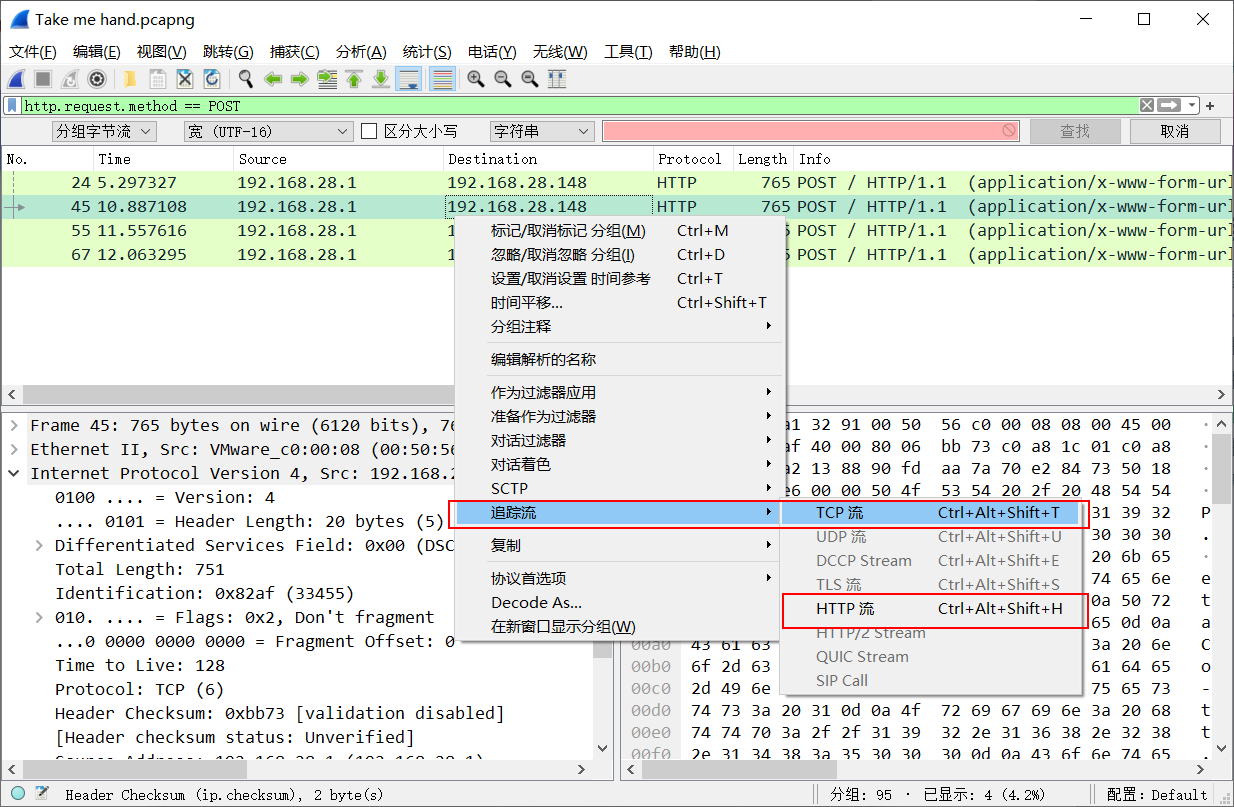 Take me hand.pcapng
文件(F) 编辑(E) 视图(V) 跳转(G) 捕获(C) 分析(A) 统计(S) 电话(Y) 无线(W) 工具(T) 帮助(H)
http.request.method == POST
分组字节流 宽 (UTF-16) 区分大小写 字符串 查找 取消
No. Time Source Destination Protocol Length Info
24 5.297327 192.168.28.1 192.168.28.148 HTTP 765 POST / HTTP/1.1 (application/x-www-form-url
45 10.887108 192.168.28.1 192.168.28.148 HTTP 765 POST / HTTP/1.1 (application/x-www-form-url
55 11.557616 192.168.28.1 1 5 POST / HTTP/1.1 (application/x-www-form-url
67 12.063295 192.168.28.1 1 5 POST / HTTP/1.1 (application/x-www-form-url
标记/取消标记 分组(M) Ctrl+M
忽略/取消忽略 分组(I) Ctrl+D
设置/取消设置 时间参考 Ctrl+T
时间平移... Ctrl+Shift+T
分组注释
编辑解析的名称
作为过滤器应用
准备作为过滤器
对话过滤器
对话着色
SCTP
追踪流
复制
协议首选项
Decode As...
在新窗口显示分组(W)
TCP 流 Ctrl+Alt+Shift+T
UDP 流 Ctrl+Alt+Shift+U
DCCP Stream Ctrl+Alt+Shift+E
TLS 流 Ctrl+Alt+Shift+S
HTTP 流 Ctrl+Alt+Shift+H
HTTP/2 Stream
QUIC Stream
SIP Call
Frame 45: 765 bytes on wire (6120 bits), 76
Ethernet II, Src: VMware_c0:00:08 (00:50:56
Internet Protocol Version 4, Src: 192.168.2
0100 .... = Version: 4
.... 0101 = Header Length: 20 bytes (5)
Differentiated Services Field: 0x00 (DSC
Total Length: 751
Identification: 0x82af (33455)
010. .... = Flags: 0x2, Don't fragment
...0 0000 0000 0000 = Fragment Offset: 0
Time to Live: 128
Protocol: TCP (6)
Header Checksum: 0xbb73 [validation disabled]
[Header checksum status: Unverified]
Source Address: 192.168.28.1 (192.168.28.1)
a1 32 91 00 50 56 c0 00 08 08 00 45 00
af 40 00 80 06 bb 73 c0 a8 1c 01 c0 a8
a2 13 88 90 fd aa 7a 70 e2 84 73 50 18
e6 00 00 50 4f 53 54 20 2f 20 48 54 54
31 39 32 P
30 30 30 .
20 6b 65
74 65 6e e
0a 50 72 t
65 0d 0a a
00a0 43 61 63 3a 20 6e C
00b0 6f 2d 63 61 64 65 o
00c0 2d 49 6e 75 65 73 -
00d0 74 73 3a 20 31 0d 0a 4f 72 69 67 69 6e 3a 20 68 t
00e0 74 74 70 3a 2f 2f 31 39 32 2e 31 36 38 2e 32 38 t
00f0 2e 31 34 38 3a 35 30 30 30 0d 0a 43 6f 6e 74 65 .
Header Checksum (ip.checksum), 2 byte(s)
分组: 95 · 已显示: 4 (4.2%)
配置: Default